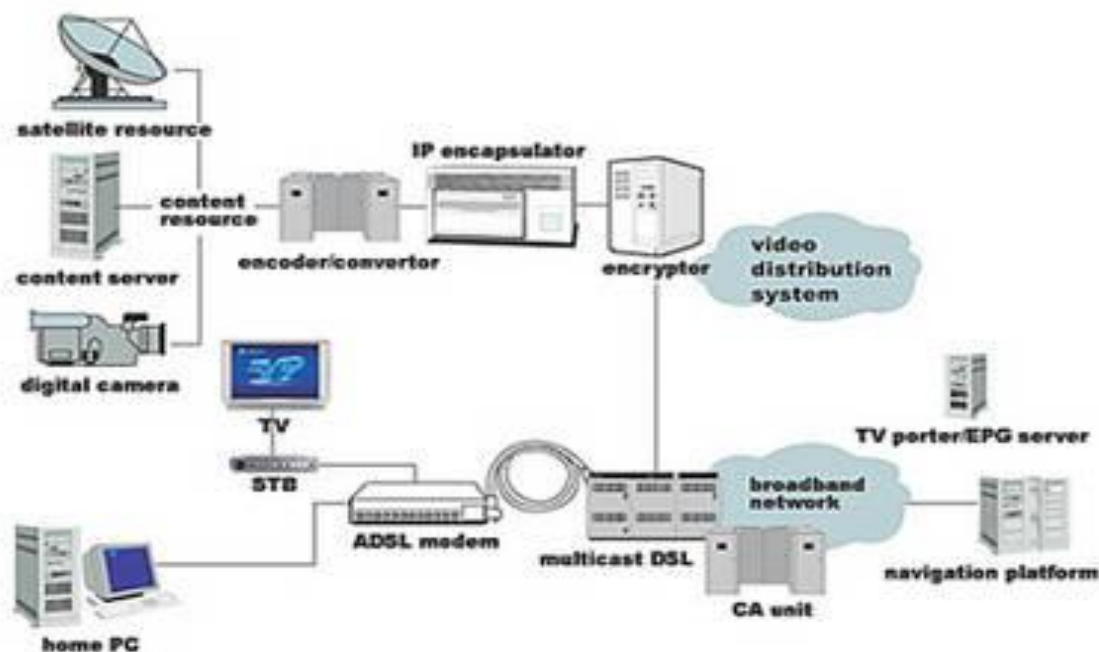 satellite resource
IP encapsulator
content
resource
content server
encoder/convertor
encryptor
video
distribution
system
digital camera
TV
TV porter/EPG server
STB
broadband
network
ADSL modem
multicast DSL
navigation platform
CA unit
home PC